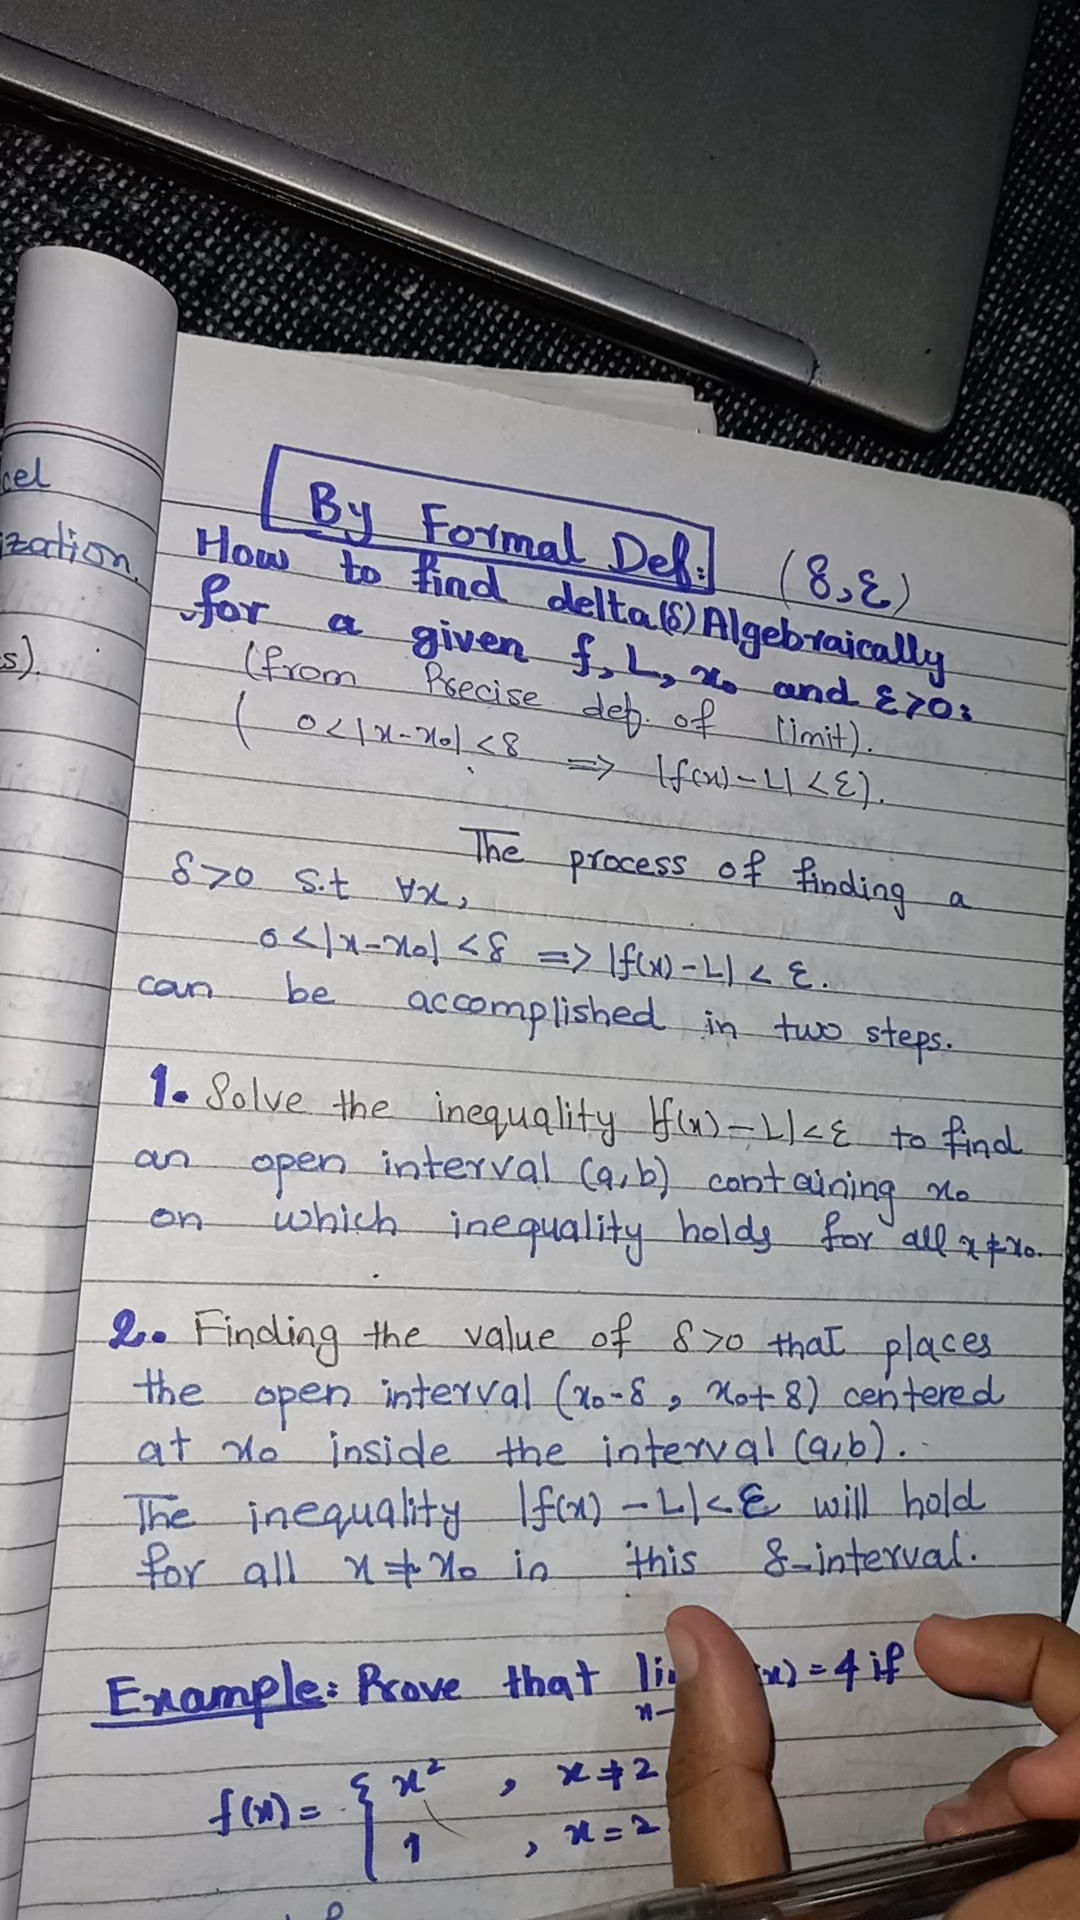 cel
ization.
s).
By Formal Def:
(δ,ε)
How to find delta(δ) Algebraically
for a given f, L, x₀ and ε>0:
(from Precise def. of limit).
( 0<|x-x₀|<δ => |f(x)-L|<ε).
The process of finding a
δ>0 s.t ∀x,
0<|x-x₀|<δ => |f(x)-L|<ε.
can be accomplished in two steps.
1. Solve the inequality |f(x)-L|<ε to find
an open interval (a,b) containing x₀
on which inequality holds for all x≠x₀.
2. Finding the value of δ>0 that places
the open interval (x₀-δ, x₀+δ) centered
at x₀ inside the interval (a,b).
The inequality |f(x)-L|<ε will hold
for all x≠x₀ in this δ-interval.
Example: Prove that x)=4 if
f(x)= { x² , x≠2
1 , x=2